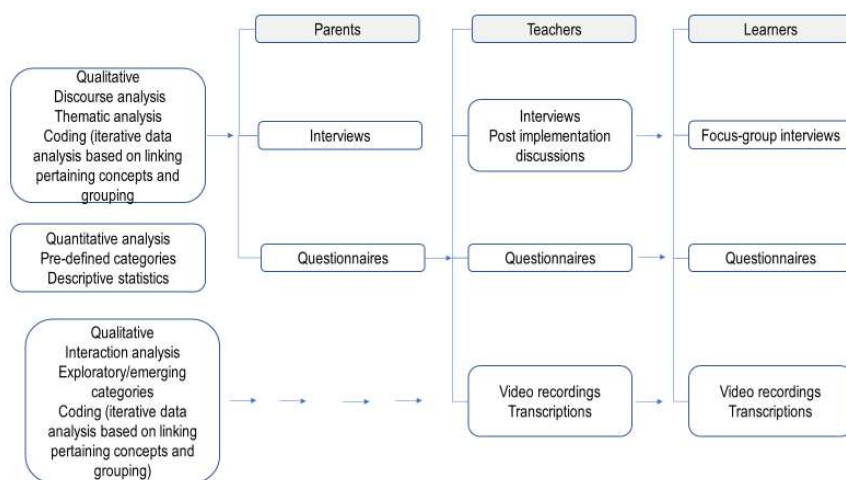 Parents
Teachers
Learners
Qualitative
Discourse analysis
Thematic analysis
Coding (iterative data
analysis based on linking
pertaining concepts and
grouping
Interviews
Interviews
Post implementation
discussions
Focus-group interviews
Quantitative analysis
Pre-defined categories
Descriptive statistics
Questionnaires
Questionnaires
Questionnaires
Qualitative
Interaction analysis
Exploratory/emerging
categories
Coding (iterative data
analysis based on linking
pertaining concepts and
grouping)
Video recordings
Transcriptions
Video recordings
Transcriptions